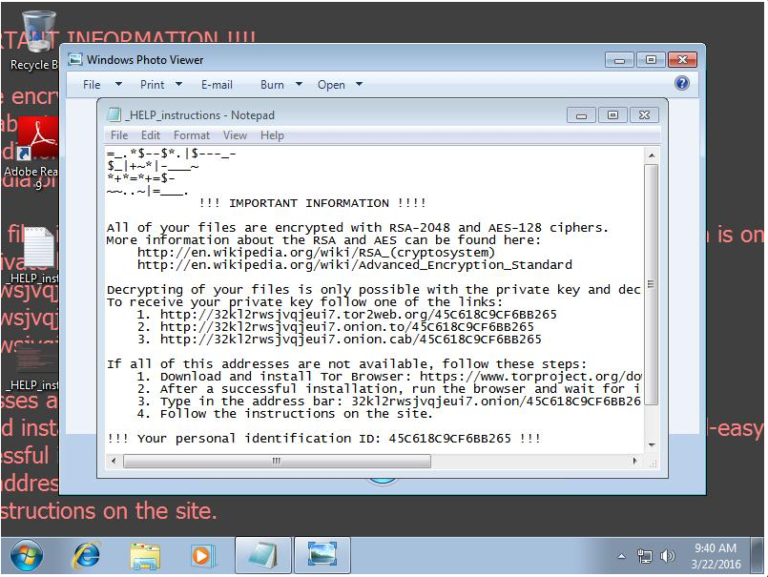 RTANT INFORMATION !!!!
Windows Photo Viewer
Recycle B
File Print E-mail Burn Open
_HELP_instructions - Notepad
File Edit Format View Help
=_.*$--$*.|$---_-
$_|+~*|-___~
*+*=*+=$-
~~..~|=___.
!!! IMPORTANT INFORMATION !!!!
All of your files are encrypted with RSA-2048 and AES-128 ciphers.
More information about the RSA and AES can be found here:
http://en.wikipedia.org/wiki/RSA_(cryptosystem)
http://en.wikipedia.org/wiki/Advanced_Encryption_Standard
Decrypting of your files is only possible with the private key and dec
To receive your private key follow one of the links:
1. http://32kl2rwsjvqjeui7.tor2web.org/45C618C9CF6BB265
2. http://32kl2rwsjvqjeui7.onion.to/45C618C9CF6BB265
3. http://32kl2rwsjvqjeui7.onion.cab/45C618C9CF6BB265
If all of this addresses are not available, follow these steps:
1. Download and install Tor Browser: https://www.torproject.org/do
2. After a successful installation, run the browser and wait for i
3. Type in the address bar: 32kl2rwsjvqjeui7.onion/45C618C9CF6BB26
4. Follow the instructions on the site.
!!! Your personal identification ID: 45C618C9CF6BB265 !!!
e encry
Adobe Rea
9
is on
_HELP_inst
wsjvqj
wsjvqj
_HELP_inst
sses a
d inst
-easy
essful
addres
structions on the site.
9:40 AM
3/22/2016